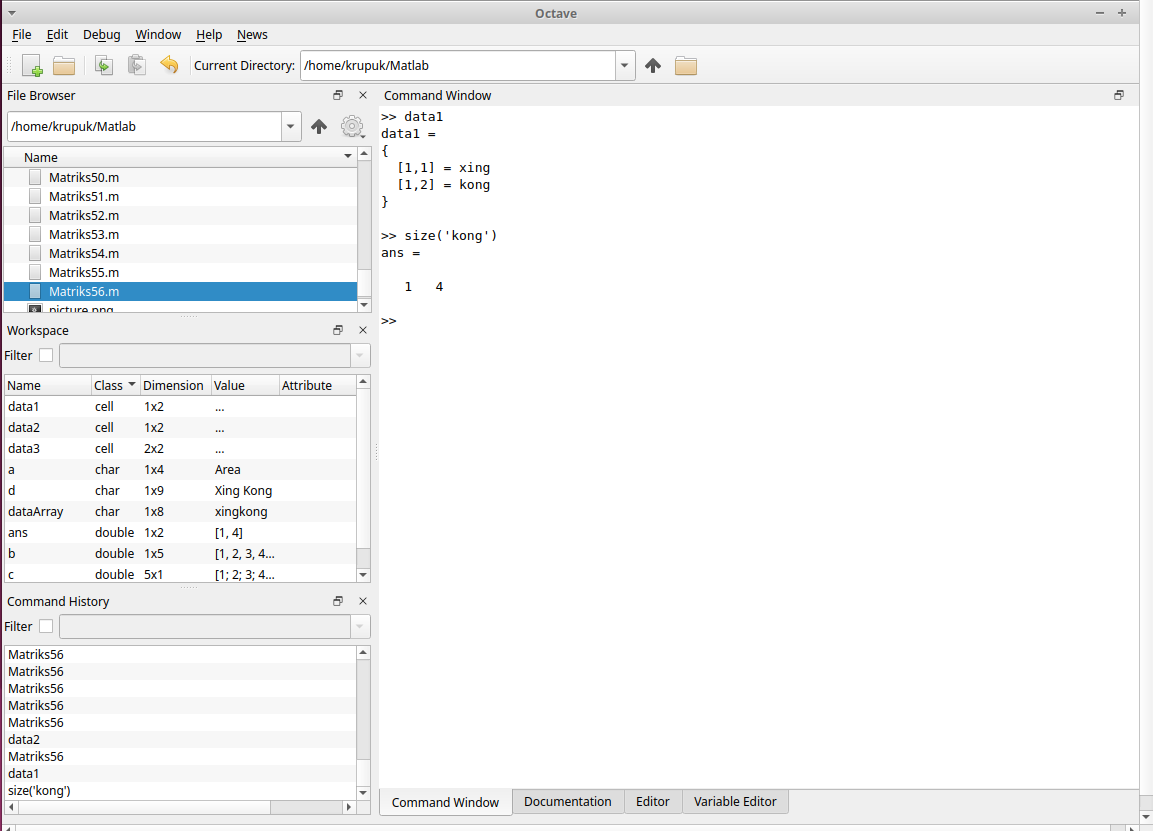 Octave
File Edit Debug Window Help News
Current Directory: /home/krupuk/Matlab
File Browser
/home/krupuk/Matlab
Name
Matriks50.m
Matriks51.m
Matriks52.m
Matriks53.m
Matriks54.m
Matriks55.m
Matriks56.m
picture.png
Workspace
Filter
Name Class Dimension Value Attribute
data1 cell 1x2 ...
data2 cell 1x2 ...
data3 cell 2x2 ...
a char 1x4 Area
d char 1x9 Xing Kong
dataArray char 1x8 xingkong
ans double 1x2 [1, 4]
b double 1x5 [1, 2, 3, 4...
c double 5x1 [1; 2; 3; 4...
Command History
Filter
Matriks56
Matriks56
Matriks56
Matriks56
Matriks56
data2
Matriks56
data1
size('kong')
Command Window
>> data1
data1 =
{
[1,1] = xing
[1,2] = kong
}
>> size('kong')
ans =
1 4
>>
Command Window Documentation Editor Variable Editor